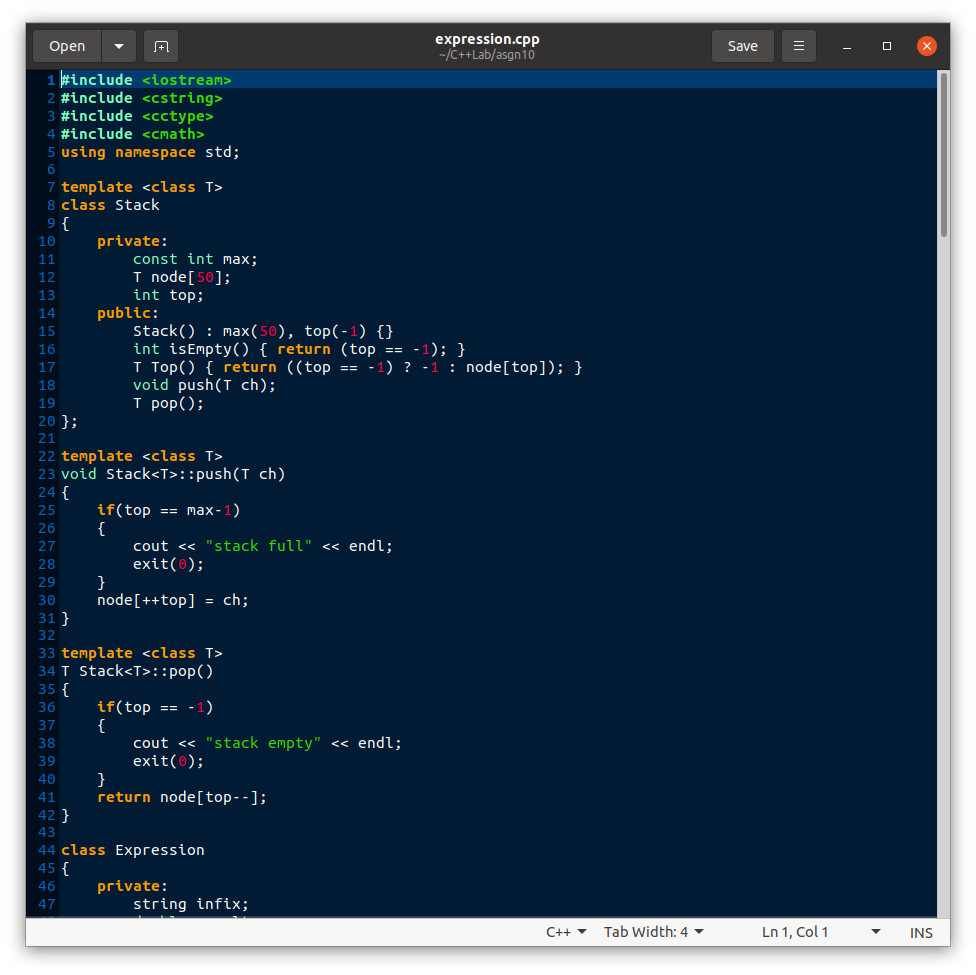 Open
expression.cpp
~/C++Lab/asgn10
Save
1 #include <iostream>
2 #include <cstring>
3 #include <cctype>
4 #include <cmath>
5 using namespace std;
6
7 template <class T>
8 class Stack
9 {
10     private:
11         const int max;
12         T node[50];
13         int top;
14     public:
15         Stack() : max(50), top(-1) {}
16         int isEmpty() { return (top == -1); }
17         T Top() { return ((top == -1) ? -1 : node[top]); }
18         void push(T ch);
19         T pop();
20 };
21
22 template <class T>
23 void Stack<T>::push(T ch)
24 {
25     if(top == max-1)
26     {
27         cout << "stack full" << endl;
28         exit(0);
29     }
30     node[++top] = ch;
31 }
32
33 template <class T>
34 T Stack<T>::pop()
35 {
36     if(top == -1)
37     {
38         cout << "stack empty" << endl;
39         exit(0);
40     }
41     return node[top--];
42 }
43
44 class Expression
45 {
46     private:
47         string infix;
C++ Tab Width: 4 Ln 1, Col 1 INS